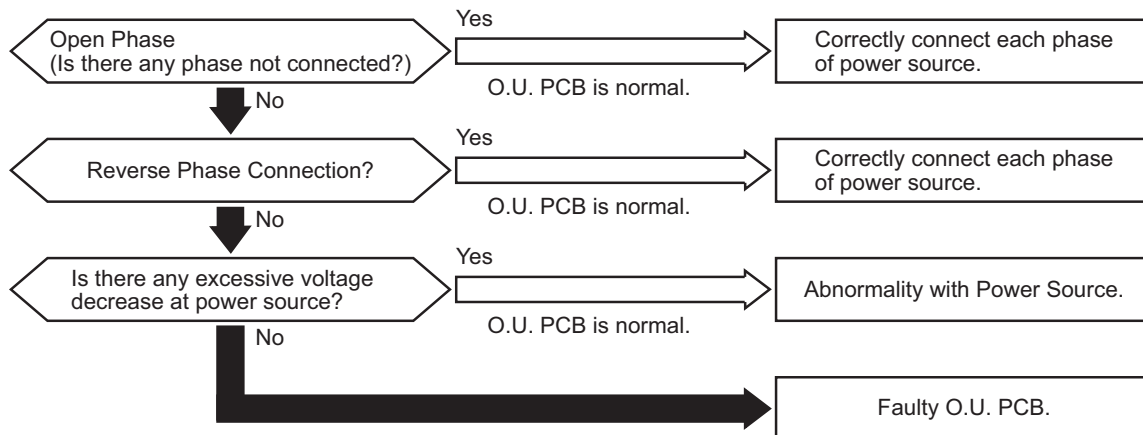 Open Phase
(Is there any phase not connected?)
Yes
O.U. PCB is normal.
Correctly connect each phase
of power source.
No
Reverse Phase Connection?
Yes
O.U. PCB is normal.
Correctly connect each phase
of power source.
No
Is there any excessive voltage
decrease at power source?
Yes
O.U. PCB is normal.
Abnormality with Power Source.
No
Faulty O.U. PCB.